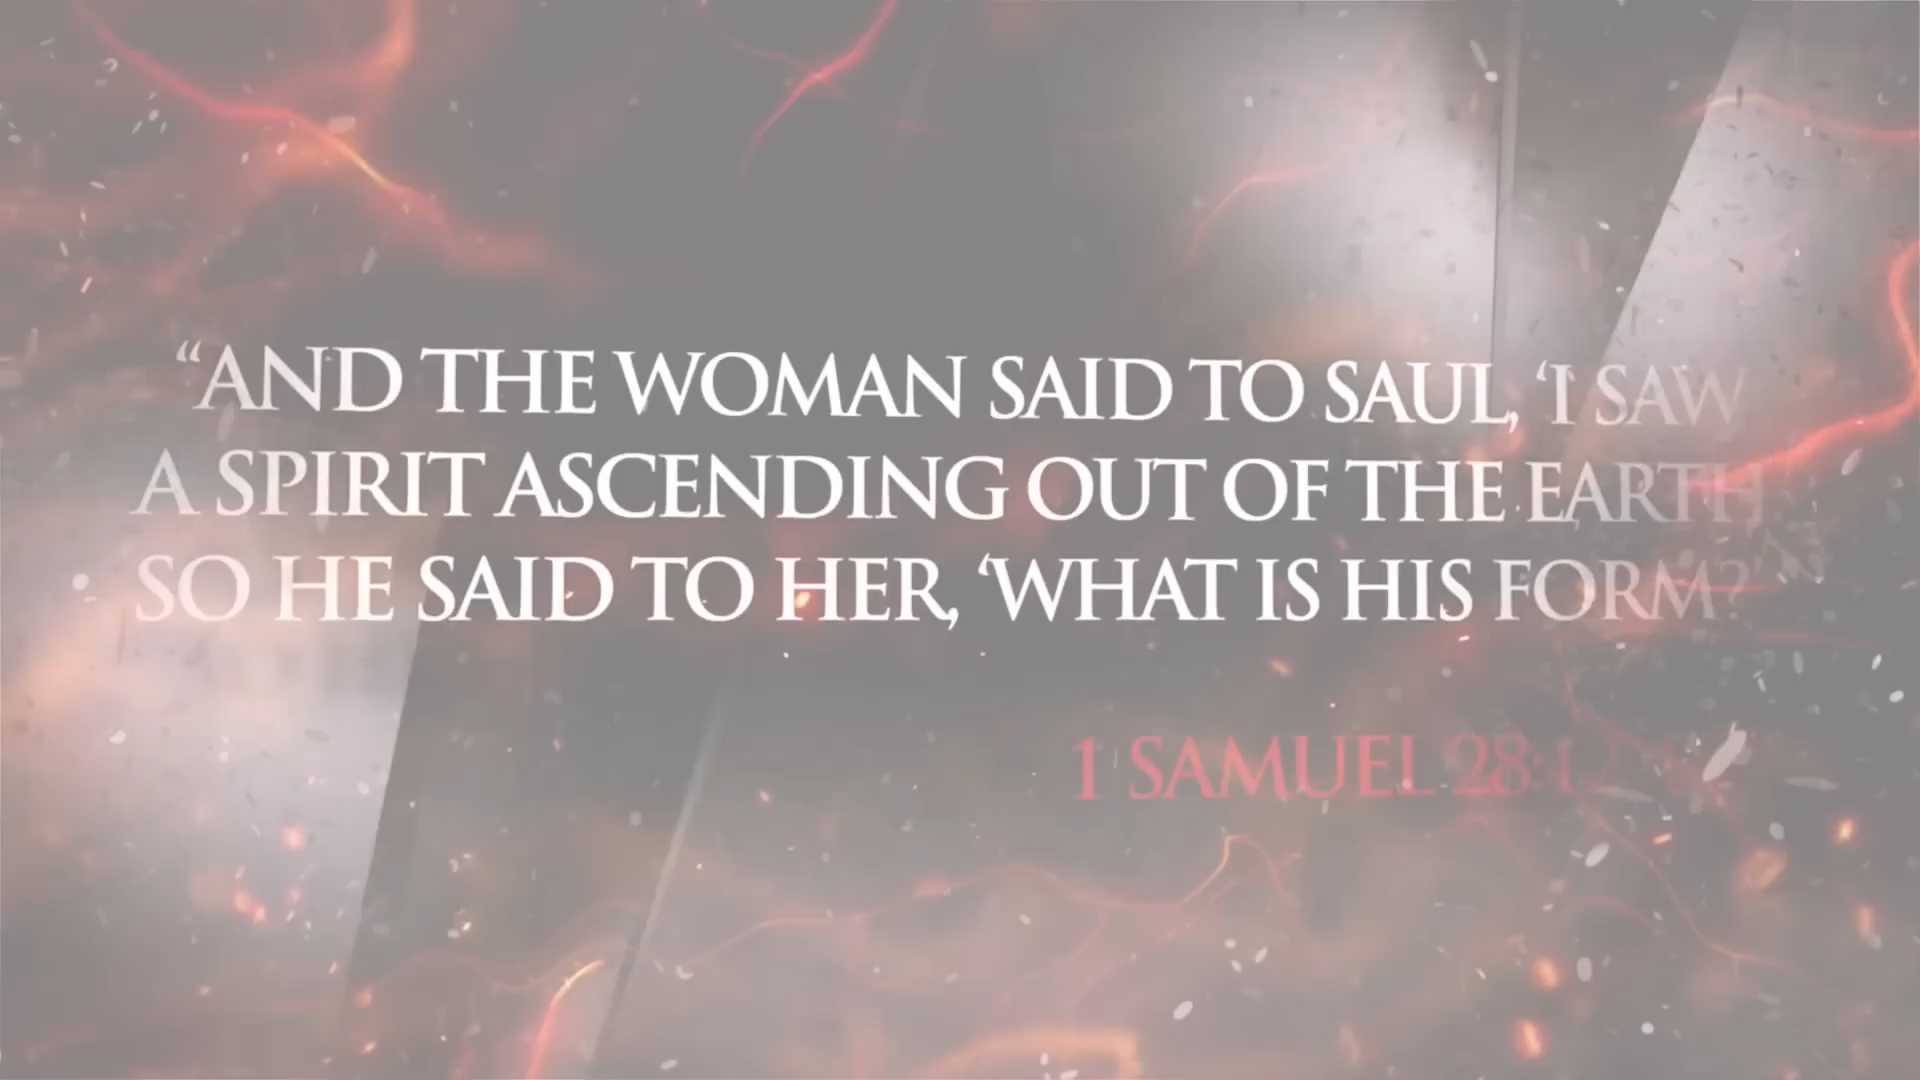 “AND THE WOMAN SAID TO SAUL, ‘I SAW
A SPIRIT ASCENDING OUT OF THE EARTH
SO HE SAID TO HER, ‘WHAT IS HIS FORM?’
1 SAMUEL